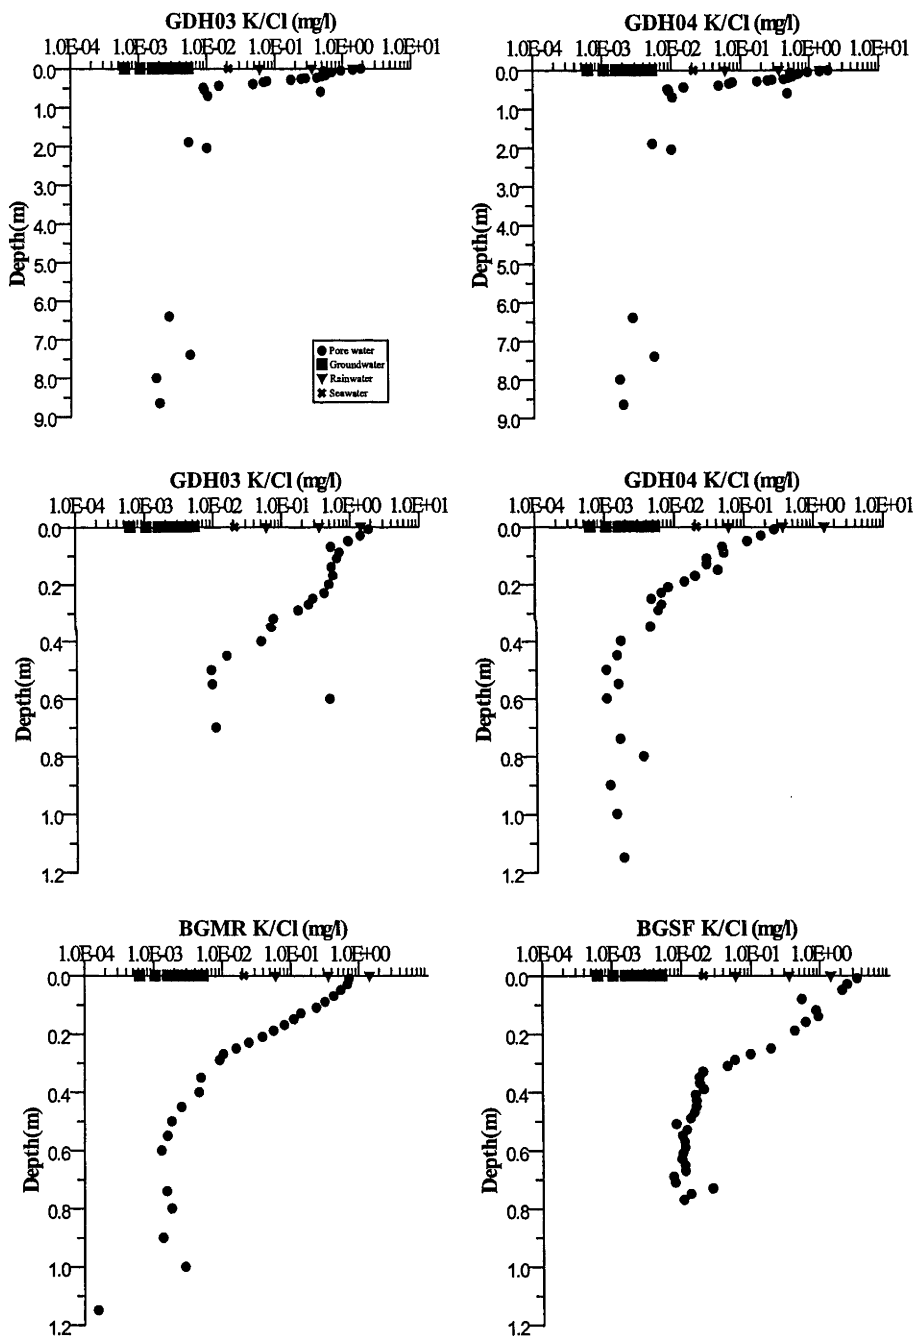 GDH03 K/Cl (mg/l)
1.0E-04 1.0E-03 1.0E-02 1.0E-01 1.0E+00 1.0E+01
0.0
1.0
2.0
3.0
4.0
5.0
6.0
7.0
8.0
9.0
Depth(m)
Pore water
Groundwater
Rainwater
Seawater
GDH04 K/Cl (mg/l)
1.0E-04 1.0E-03 1.0E-02 1.0E-01 1.0E+00 1.0E+01
0.0
1.0
2.0
3.0
4.0
5.0
6.0
7.0
8.0
9.0
Depth(m)
GDH03 K/Cl (mg/l)
1.0E-04 1.0E-03 1.0E-02 1.0E-01 1.0E+00 1.0E+01
0.0
0.2
0.4
0.6
0.8
1.0
1.2
Depth(m)
GDH04 K/Cl (mg/l)
1.0E-04 1.0E-03 1.0E-02 1.0E-01 1.0E+00 1.0E+01
0.0
0.2
0.4
0.6
0.8
1.0
1.2
Depth(m)
BGMR K/Cl (mg/l)
1.0E-04 1.0E-03 1.0E-02 1.0E-01 1.0E+00
0.0
0.2
0.4
0.6
0.8
1.0
1.2
Depth(m)
BGSF K/Cl (mg/l)
1.0E-04 1.0E-03 1.0E-02 1.0E-01 1.0E+00
0.0
0.2
0.4
0.6
0.8
1.0
1.2
Depth(m)